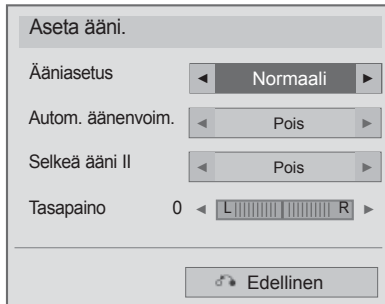 Aseta ääni.
Ääniasetus ◄ Normaali ►
Autom. äänenvoim. ◄ Pois ►
Selkeä ääni II ◄ Pois ►
Tasapaino 0 ◄ L R ►
Edellinen